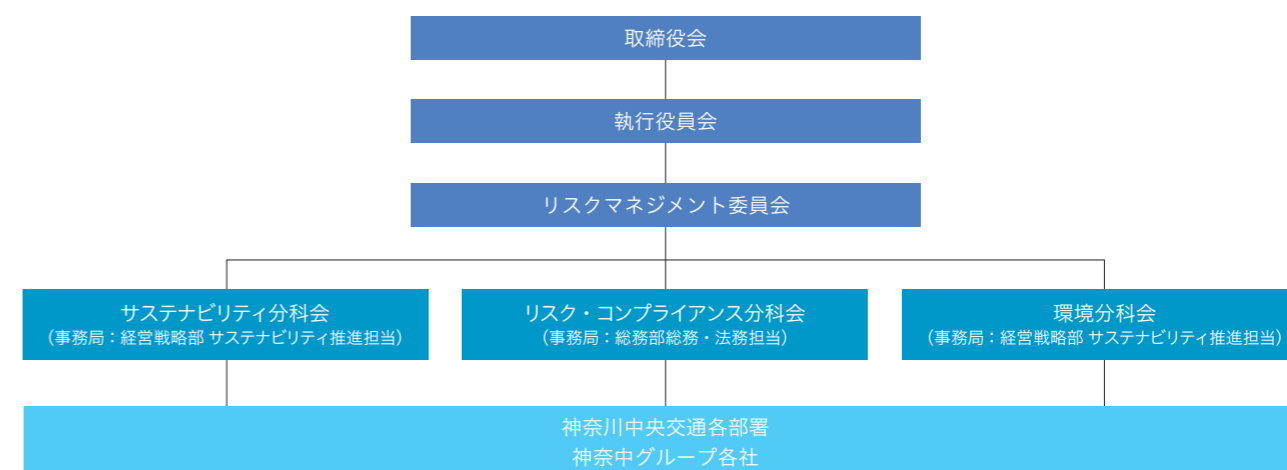 取締役会
執行役員会
リスクマネジメント委員会
サステナビリティ分科会
（事務局：経営戦略部 サステナビリティ推進担当）
リスク・コンプライアンス分科会
（事務局：総務部総務・法務担当）
環境分科会
（事務局：経営戦略部 サステナビリティ推進担当）
神奈川中央交通各部署
神奈中グループ各社